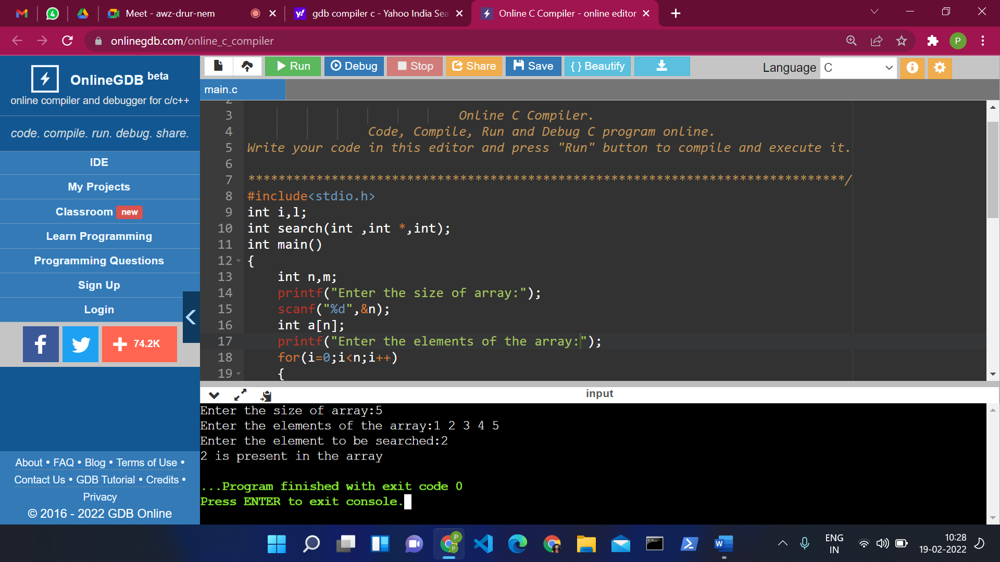 Meet - awz-drur-nem
gdb compiler c - Yahoo India Sea
Online C Compiler - online editor
onlinegdb.com/online_c_compiler
P
4
OnlineGDB beta
online compiler and debugger for c/c++
code. compile. run. debug. share.
IDE
My Projects
Classroom new
Learn Programming
Programming Questions
Sign Up
Login
f
74.2K
About • FAQ • Blog • Terms of Use •
Contact Us • GDB Tutorial • Credits •
Privacy
© 2016 - 2022 GDB Online
Run Debug Stop Share Save { } Beautify
Language C
main.c
2
3 Online C Compiler.
4 Code, Compile, Run and Debug C program online.
5 Write your code in this editor and press "Run" button to compile and execute it.
6
7 *******************************************************************************/
8 #include<stdio.h>
9 int i,l;
10 int search(int ,int *,int);
11 int main()
12 {
13 int n,m;
14 printf("Enter the size of array:");
15 scanf("%d",&n);
16 int a[n];
17 printf("Enter the elements of the array:");
18 for(i=0;i<n;i++)
19 {
input
Enter the size of array:5
Enter the elements of the array:1 2 3 4 5
Enter the element to be searched:2
2 is present in the array
...Program finished with exit code 0
Press ENTER to exit console.
ENG
IN
10:28
19-02-2022